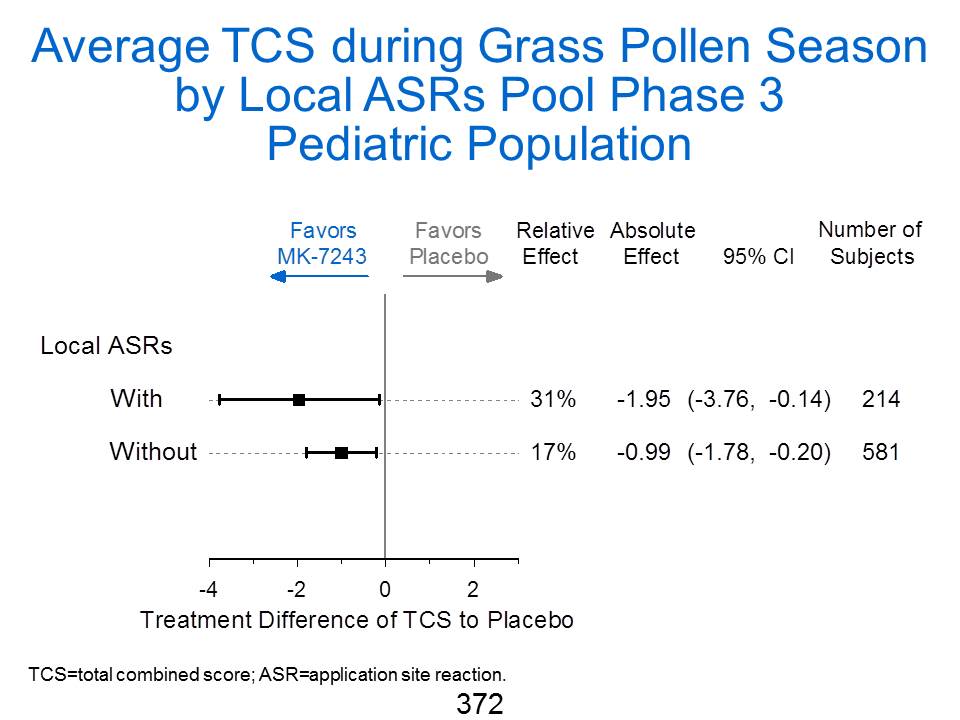 Average TCS during Grass Pollen Season
by Local ASRs Pool Phase 3
Pediatric Population
Favors Favors Relative Absolute Number of
MK-7243 Placebo Effect Effect 95% CI Subjects
Local ASRs
With 31% -1.95 (-3.76, -0.14) 214
Without 17% -0.99 (-1.78, -0.20) 581
-4 -2 0 2
Treatment Difference of TCS to Placebo
TCS=total combined score; ASR=application site reaction.
372